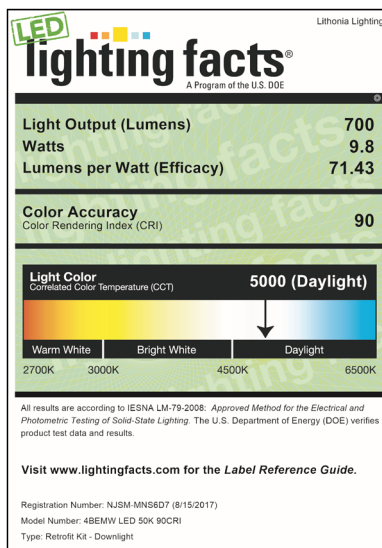 Lithonia Lighting
LED
lighting facts®
A Program of the U.S. DOE
Light Output (Lumens) 700
Watts 9.8
Lumens per Watt (Efficacy) 71.43
Color Accuracy
Color Rendering Index (CRI) 90
Light Color
Correlated Color Temperature (CCT) 5000 (Daylight)
Warm White Bright White Daylight
2700K 3000K 4500K 6500K
All results are according to IESNA LM-79-2008: Approved Method for the Electrical and
Photometric Testing of Solid-State Lighting. The U.S. Department of Energy (DOE) verifies
product test data and results.
Visit www.lightingfacts.com for the Label Reference Guide.
Registration Number: NJSM-MNS6D7 (8/15/2017)
Model Number: 4BEMW LED 50K 90CRI
Type: Retrofit Kit - Downlight